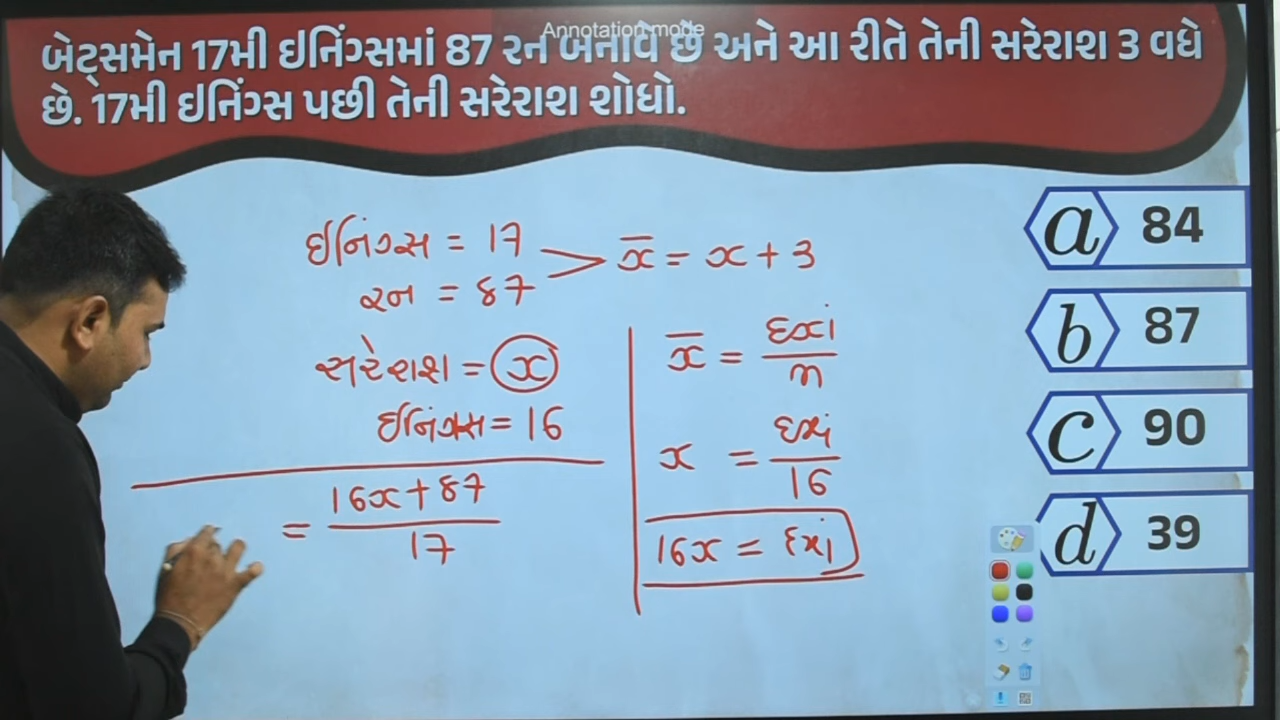 Annotation mode
બેટ્સમેન 17મી ઇનિંગ્સમાં 87 રન બનાવે છે અને આ રીતે તેની સરેરાશ 3 વધે
છે. 17મી ઇનિંગ્સ પછી તેની સરેરાશ શોધો.
ઈનિંગ્સ = 17
રન = 87
x̄ = x + 3
સરેરાશ = x
ઈનિંગ્સ = 16
= 16x + 87 / 17
x̄ = Σxi / n
x = Σxi / 16
16x = Σxi
a 84
b 87
c 90
d 39